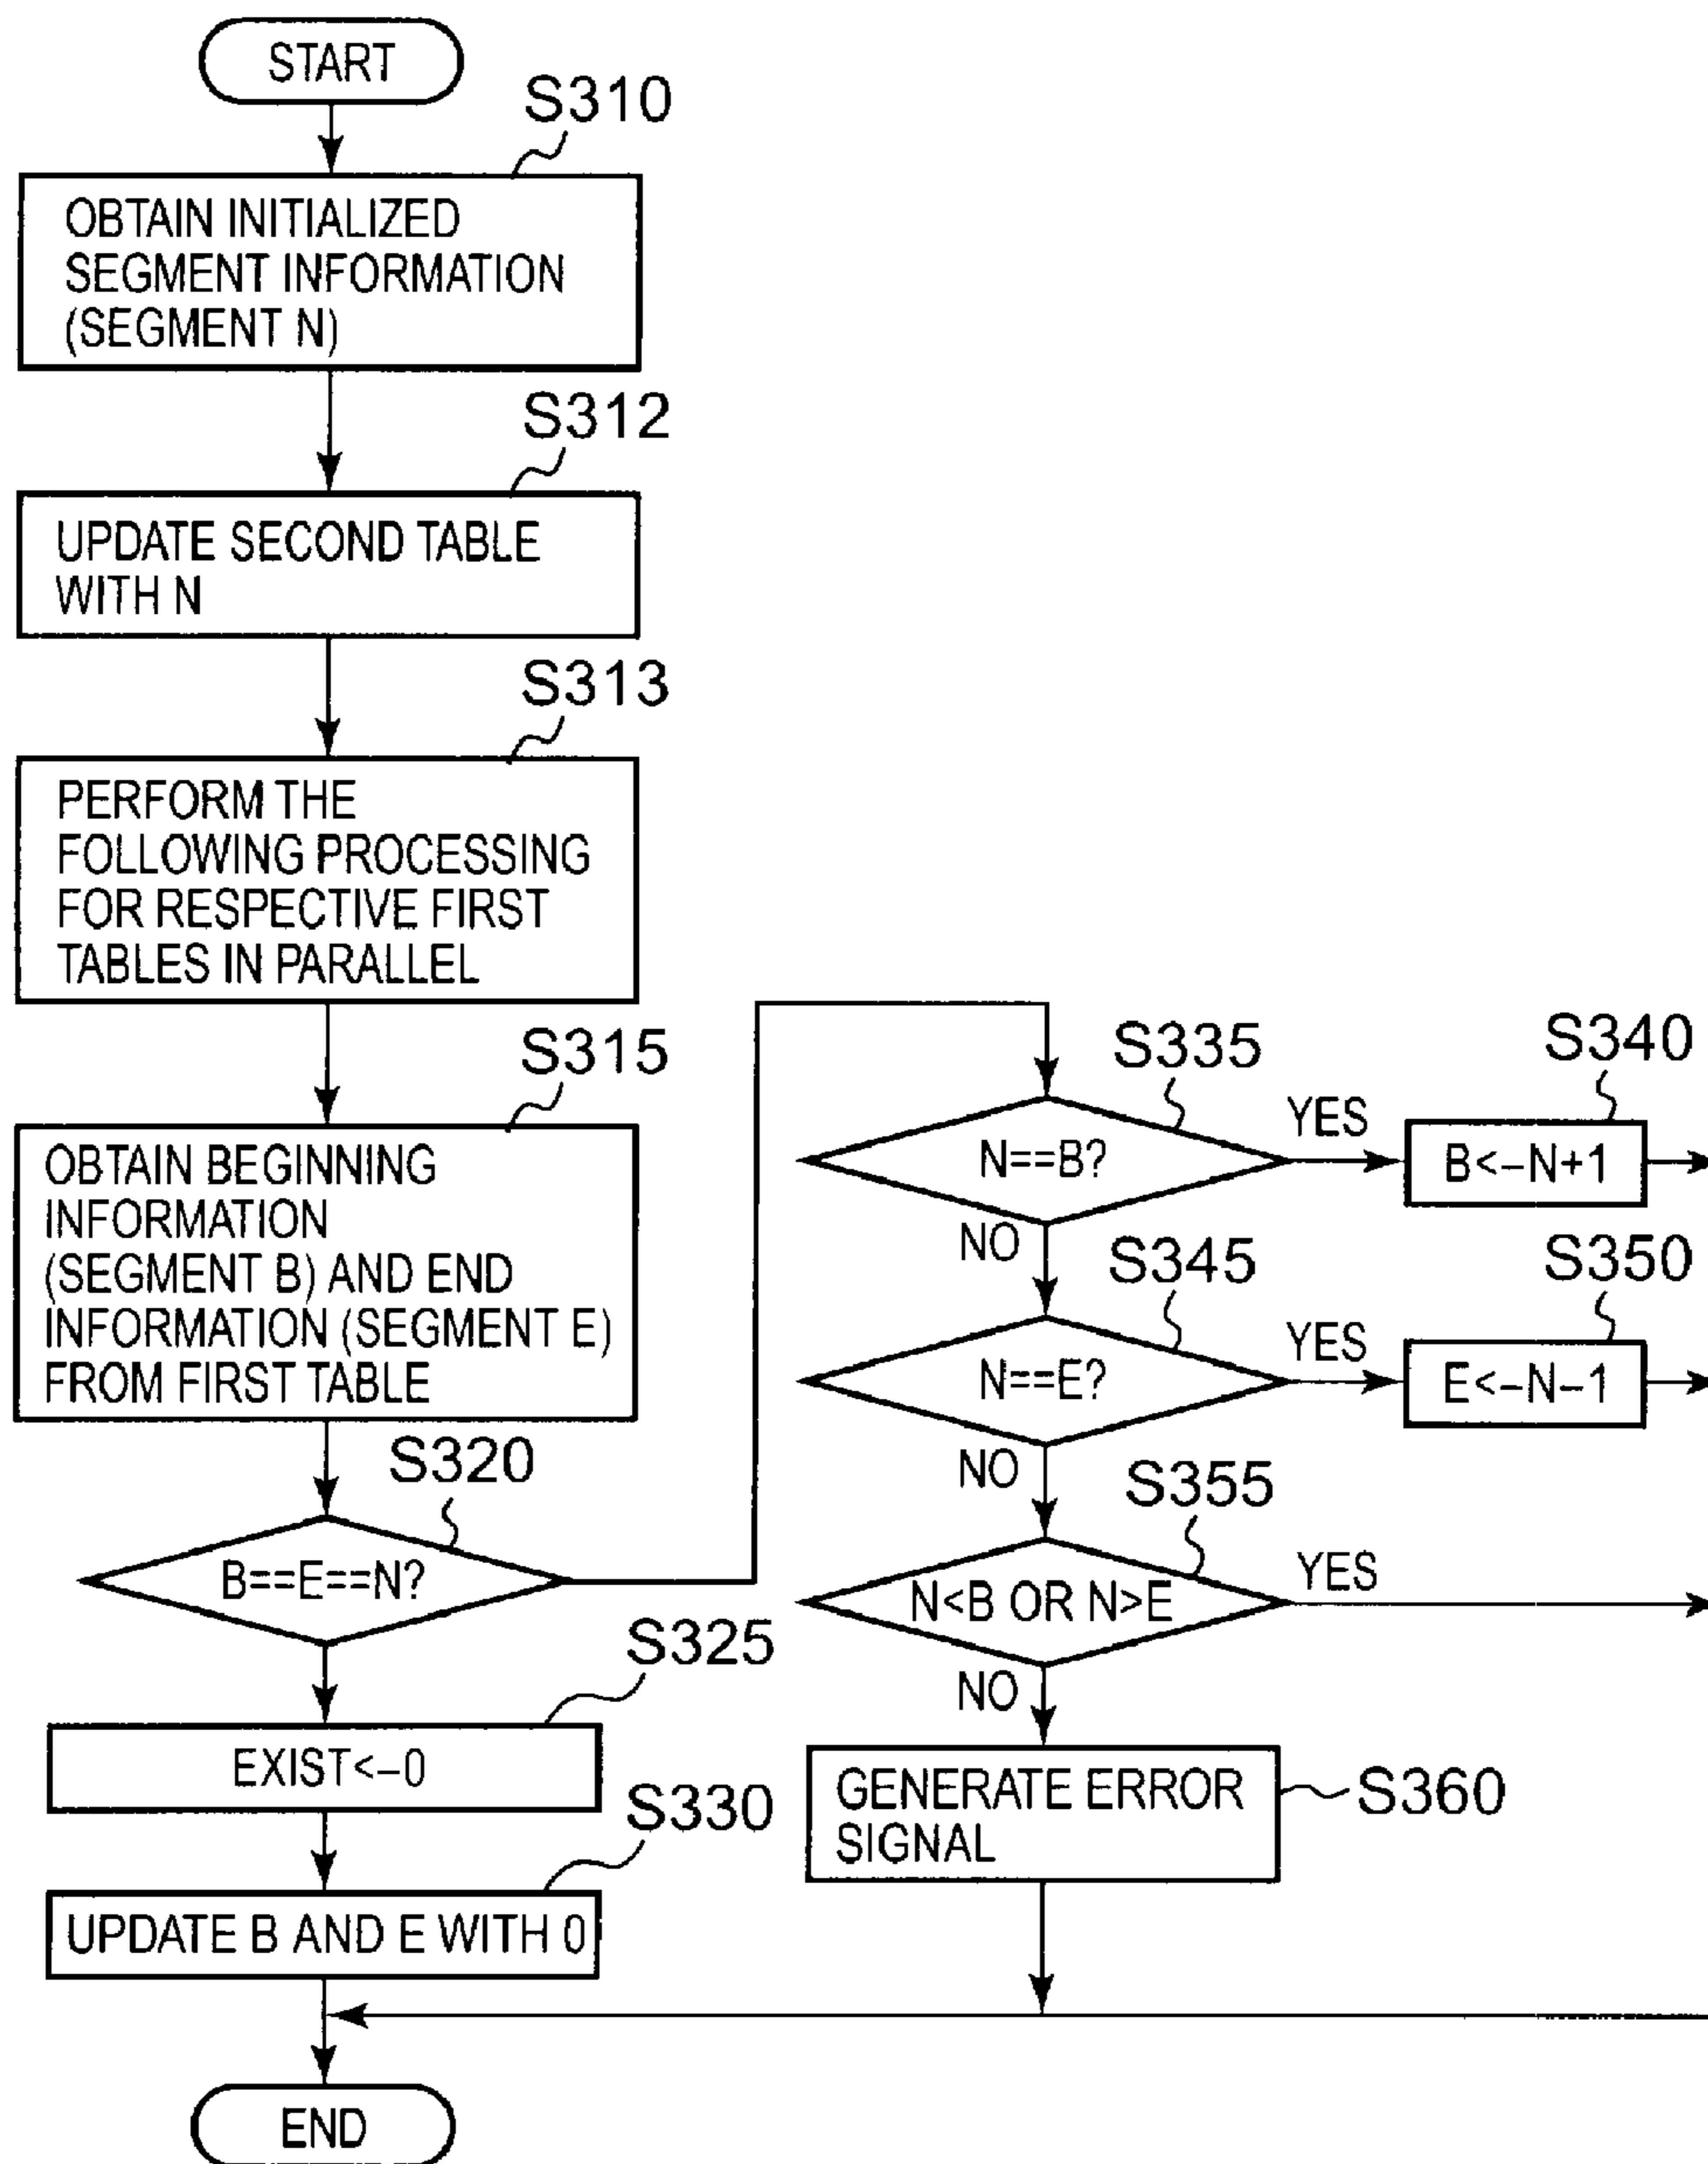 START
S310
OBTAIN INITIALIZED
SEGMENT INFORMATION
(SEGMENT N)
S312
UPDATE SECOND TABLE
WITH N
S313
PERFORM THE
FOLLOWING PROCESSING
FOR RESPECTIVE FIRST
TABLES IN PARALLEL
S315
OBTAIN BEGINNING
INFORMATION
(SEGMENT B) AND END
INFORMATION (SEGMENT E)
FROM FIRST TABLE
S320
B==E==N?
S325
EXIST<–0
S330
UPDATE B AND E WITH 0
END
S335
N==B?
YES
S340
B<–N+1
NO
S345
N==E?
YES
S350
E<–N–1
NO
S355
N<B OR N>E
YES
NO
GENERATE ERROR
SIGNAL
S360